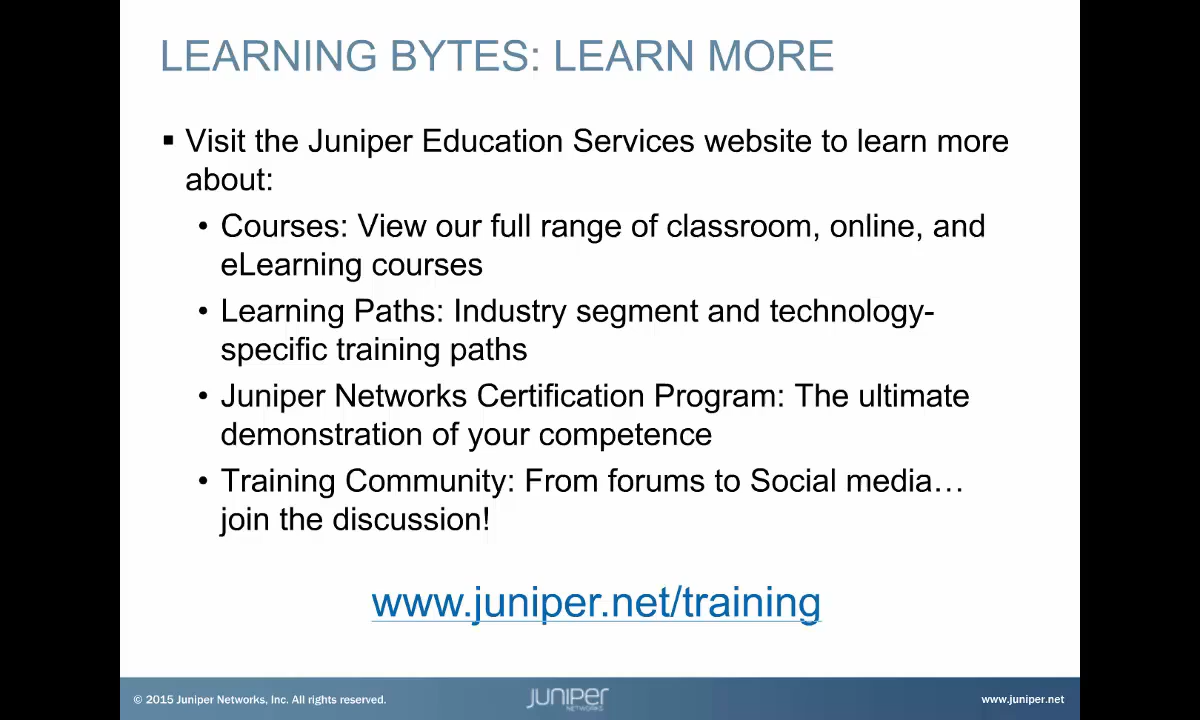 LEARNING BYTES: LEARN MORE
▪ Visit the Juniper Education Services website to learn more
about:
• Courses: View our full range of classroom, online, and
eLearning courses
• Learning Paths: Industry segment and technology-
specific training paths
• Juniper Networks Certification Program: The ultimate
demonstration of your competence
• Training Community: From forums to Social media…
join the discussion!
www.juniper.net/training
© 2015 Juniper Networks, Inc. All rights reserved.
JUNIPER
NETWORKS
www.juniper.net